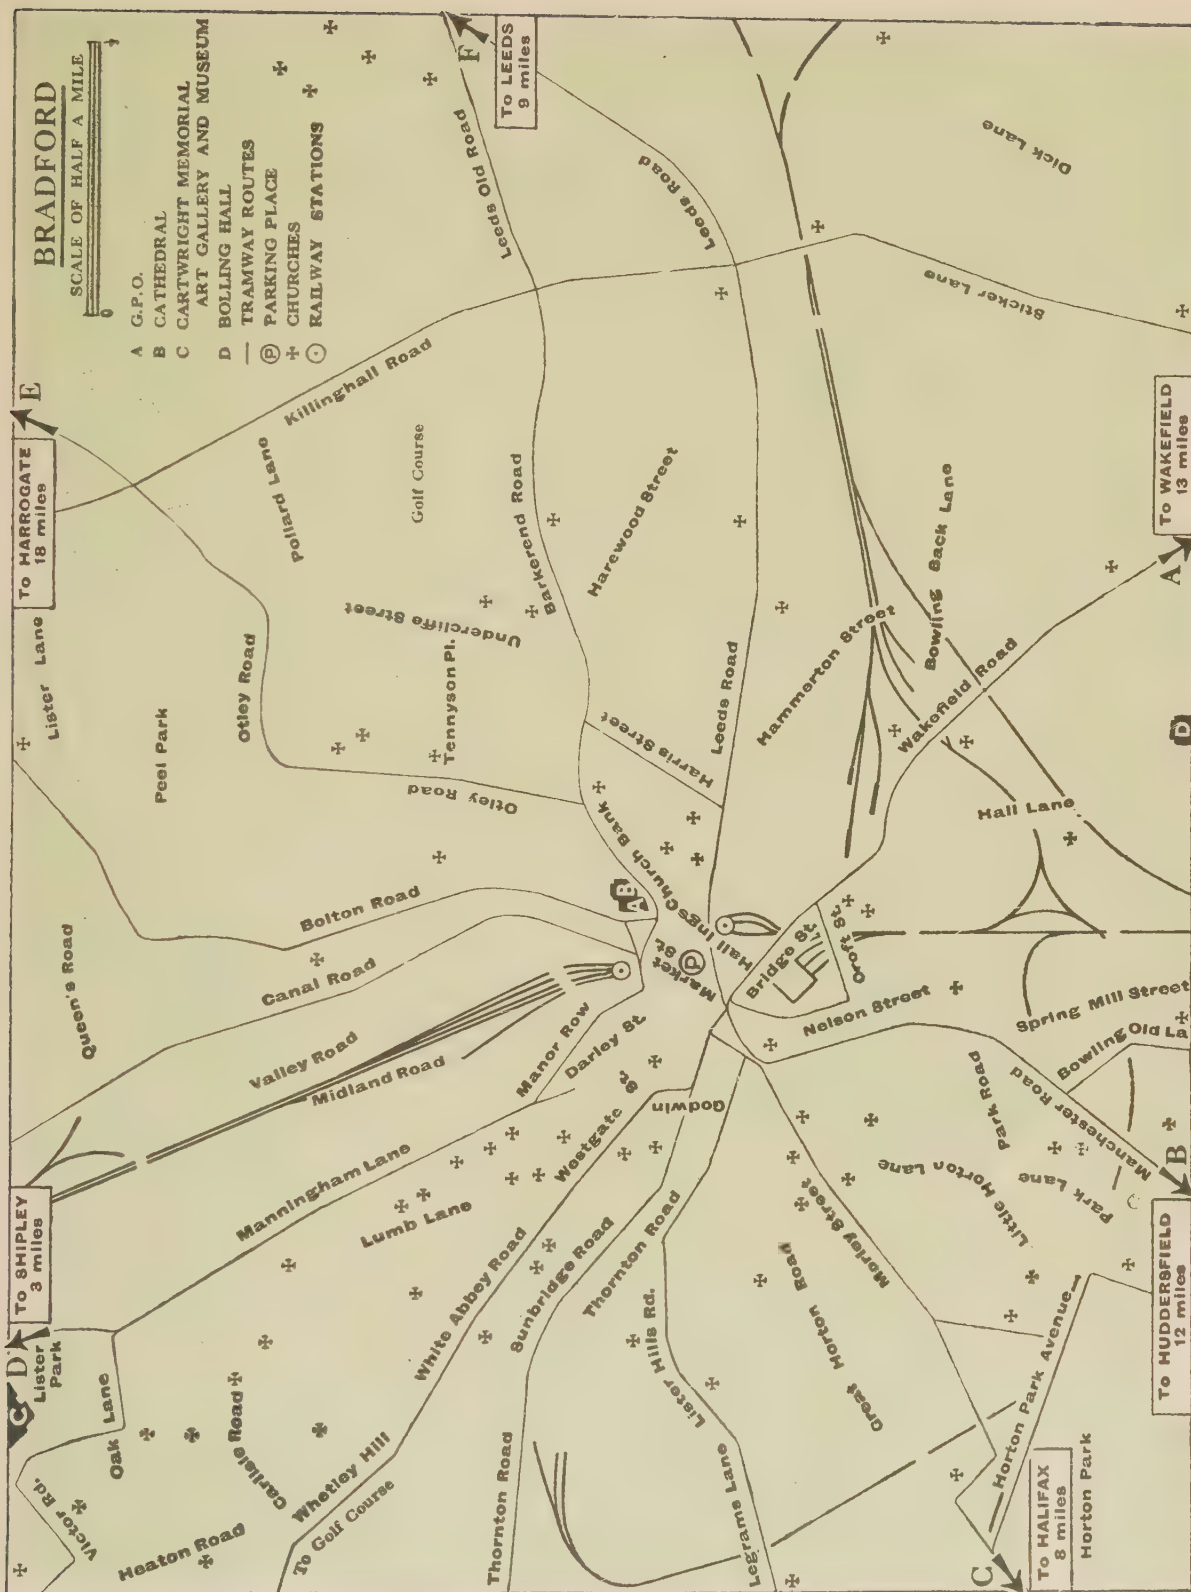 BRADFORD
SCALE OF HALF A MILE
0
A G.P.O.
B CATHEDRAL
C CARTWRIGHT MEMORIAL
ART GALLERY AND MUSEUM
D BOLLING HALL
TRAMWAY ROUTES
P PARKING PLACE
CHURCHES
RAILWAY STATIONS
To SHIPLEY
3 miles
D
C
Lister
Park
Victor Rd.
Oak Lane
Heaton Road
Carlisle Road
Whetley Hill
To Golf Course
Queen's Road
Lister Lane
Peel Park
To HARROGATE
18 miles
E
Otley Road
Pollard Lane
Killinghall Road
Golf Course
Undercliffe Street
Tennyson Pl.
Otley Road
Bolton Road
Canal Road
Valley Road
Midland Road
Manningham Lane
Lumb Lane
White Abbey Road
Manor Row
Darley St.
Westgate
Godwin
St.
Sunbridge Road
Thornton Road
Thornton Road
Lister Hills Rd.
Legrams Lane
Great Horton Road
Morley Street
Market
St.
P
Hall Ings
Church Bank
A
B
Harris Street
Barkerend Road
Harewood Street
Leeds Old Road
F
To LEEDS
9 miles
Leeds Road
Leeds Road
Dick Lane
Sticker Lane
Hammerton Street
Bowling Back Lane
Wakefield Road
Hall Lane
D
To WAKEFIELD
13 miles
A
Bridge St.
Croft St.
Nelson Street
Spring Mill Street
Bowling Old La
Manchester Road
Park Road
Park Lane
Little Horton Lane
B
To HUDDERSFIELD
12 miles
Horton Park Avenue
Horton Park
To HALIFAX
8 miles
C